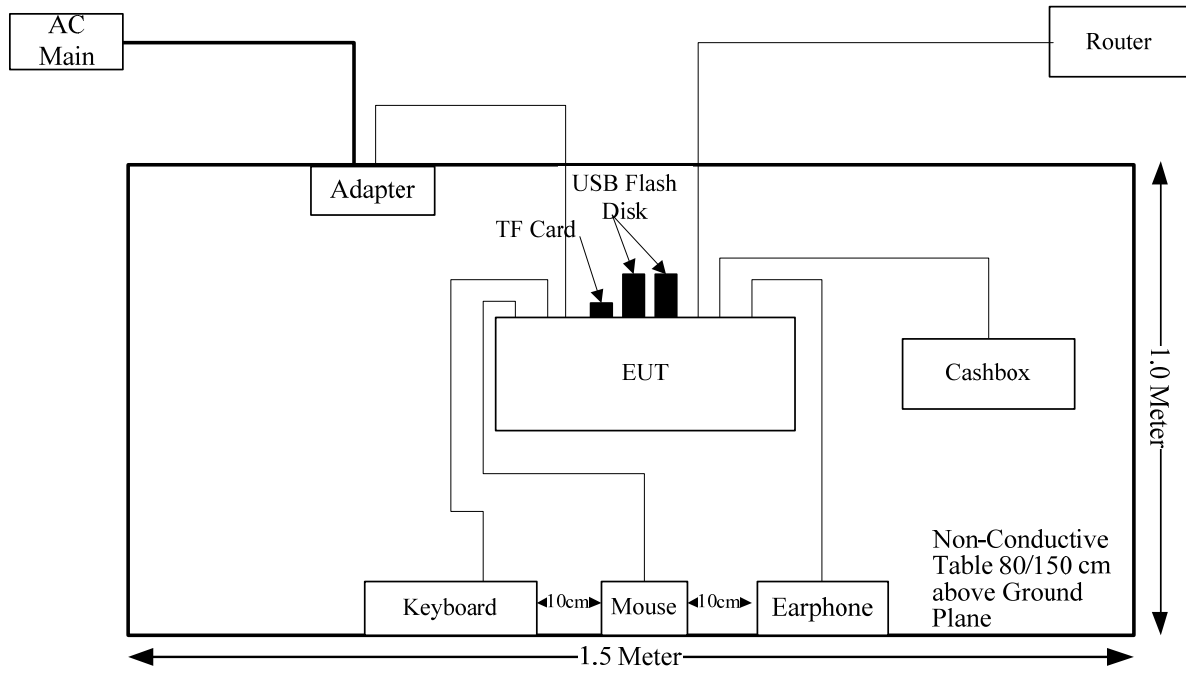 AC
Main
Router
Adapter
USB Flash
Disk
TF Card
EUT
Cashbox
1.0 Meter
Non-Conductive
Table 80/150 cm
above Ground
Plane
Keyboard
10cm
Mouse
10cm
Earphone
1.5 Meter